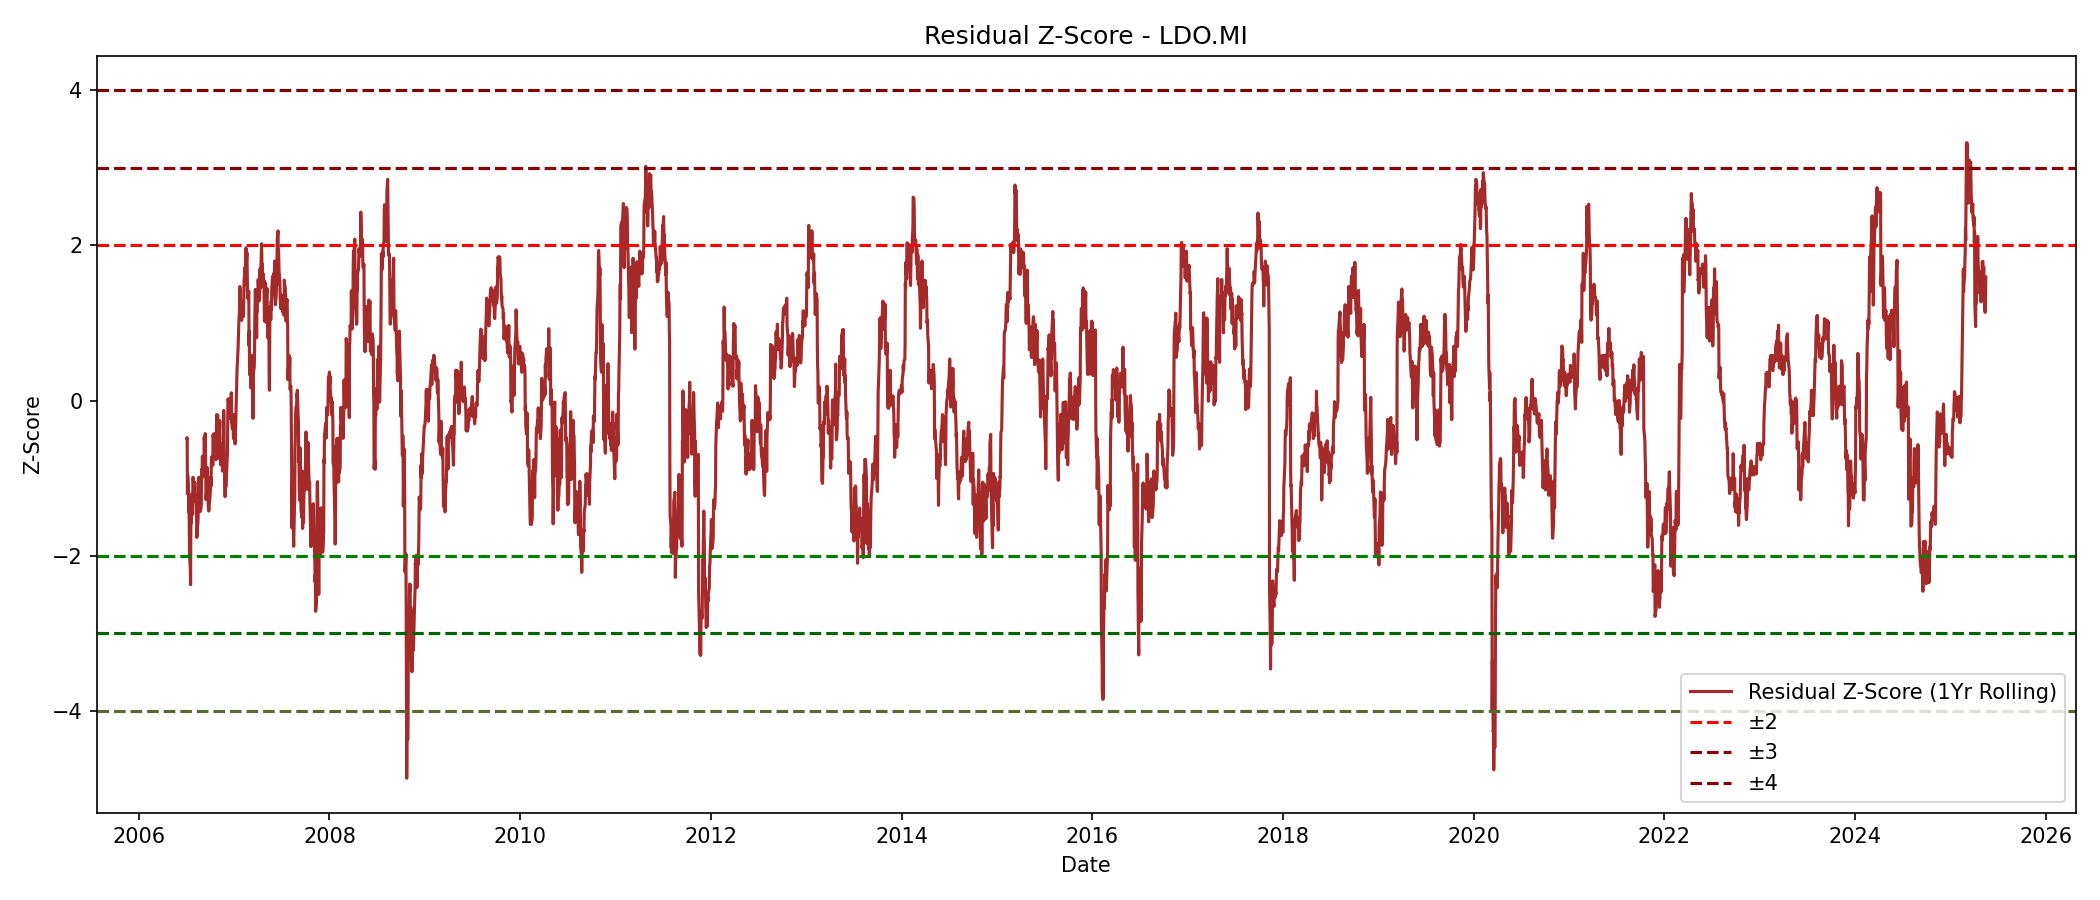 Residual Z-Score - LDO.MI
Z-Score
4
2
0
−2
−4
2006 2008 2010 2012 2014 2016 2018 2020 2022 2024 2026
Date
Residual Z-Score (1Yr Rolling)
±2
±3
±4